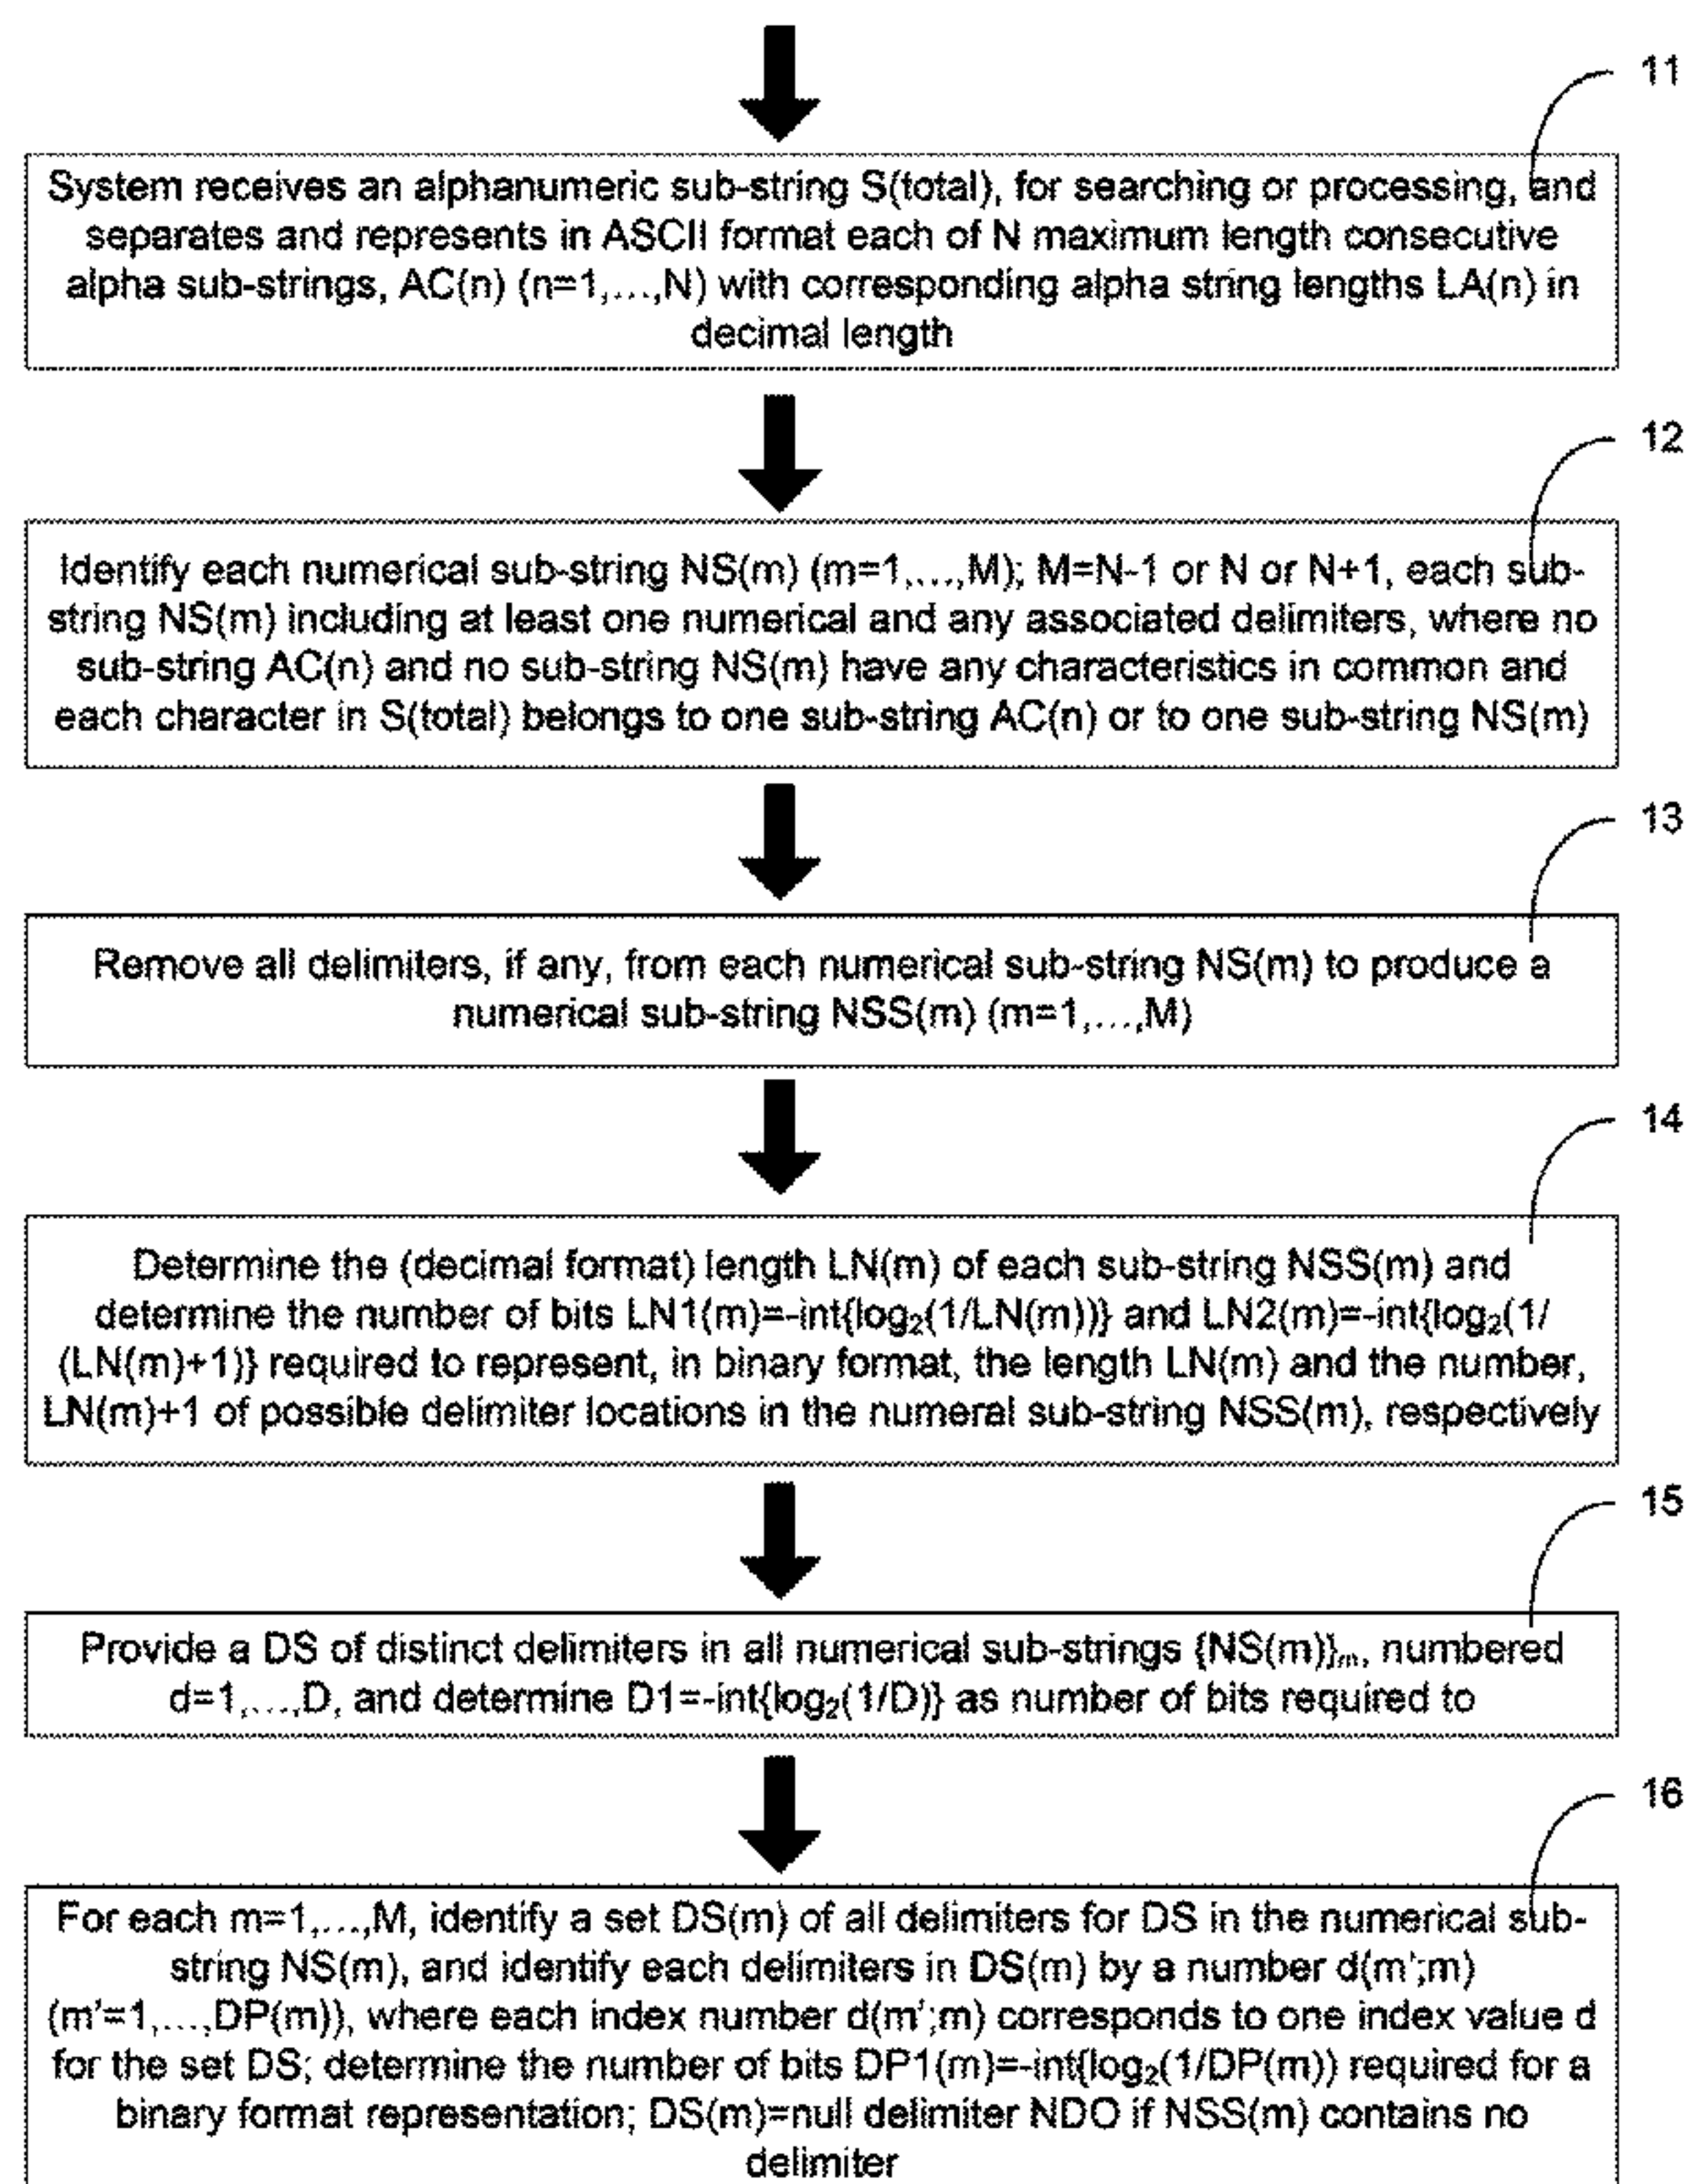 11
System receives an alphanumeric sub-string S(total), for searching or processing, and
separates and represents in ASCII format each of N maximum length consecutive
alpha sub-strings, AC(n) (n=1,...,N) with corresponding alpha string lengths LA(n) in
decimal length
12
Identify each numerical sub-string NS(m) (m=1,...,M); M=N-1 or N or N+1, each sub-
string NS(m) including at least one numerical and any associated delimiters, where no
sub-string AC(n) and no sub-string NS(m) have any characteristics in common and
each character in S(total) belongs to one sub-string AC(n) or to one sub-string NS(m)
13
Remove all delimiters, if any, from each numerical sub-string NS(m) to produce a
numerical sub-string NSS(m) (m=1,...,M)
14
Determine the (decimal format) length LN(m) of each sub-string NSS(m) and
determine the number of bits LN1(m)=-int{log₂(1/LN(m))} and LN2(m)=-int{log₂(1/
(LN(m)+1)} required to represent, in binary format, the length LN(m) and the number,
LN(m)+1 of possible delimiter locations in the numeral sub-string NSS(m), respectively
15
Provide a DS of distinct delimiters in all numerical sub-strings {NS(m)}ₘ, numbered
d=1,...,D, and determine D1=-int{log₂(1/D)} as number of bits required to
16
For each m=1,...,M, identify a set DS(m) of all delimiters for DS in the numerical sub-
string NS(m), and identify each delimiters in DS(m) by a number d(m';m)
(m'=1,...,DP(m)), where each index number d(m';m) corresponds to one index value d
for the set DS; determine the number of bits DP1(m)=-int{log₂(1/DP(m)) required for a
binary format representation; DS(m)=null delimiter NDO if NSS(m) contains no
delimiter